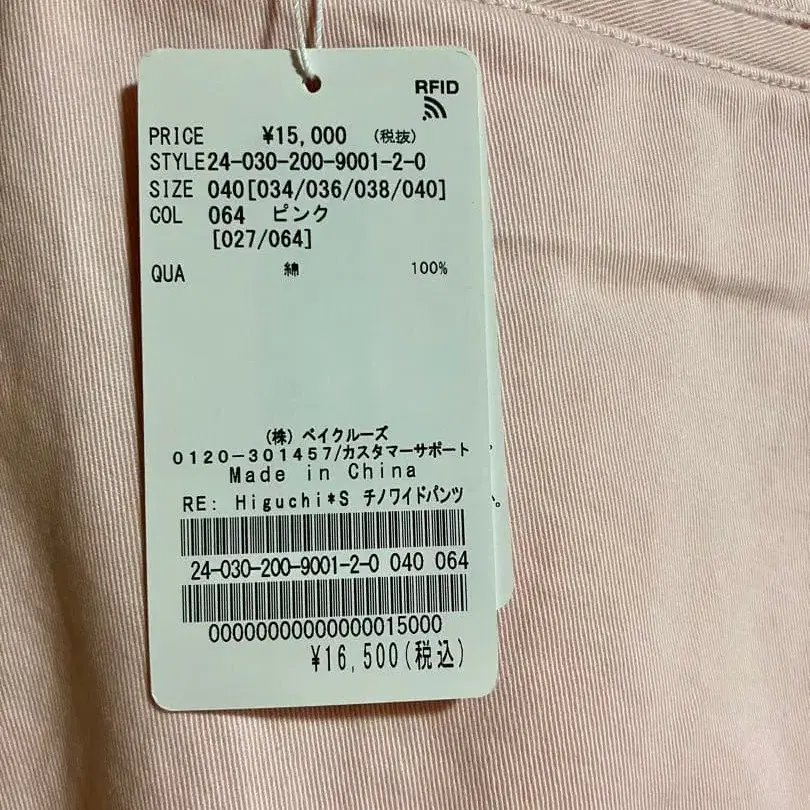 RFID
PRICE ¥15,000 (税抜)
STYLE24-030-200-9001-2-0
SIZE 040[034/036/038/040]
COL 064 ピンク
[027/064]
QUA 綿 100%
(株) ベイクルーズ
0120-301457/カスタマーサポート
Made in China
RE: Higuchi*S チノワイドパンツ
24-030-200-9001-2-0 040 064
00000000000000015000
¥16,500(税込)